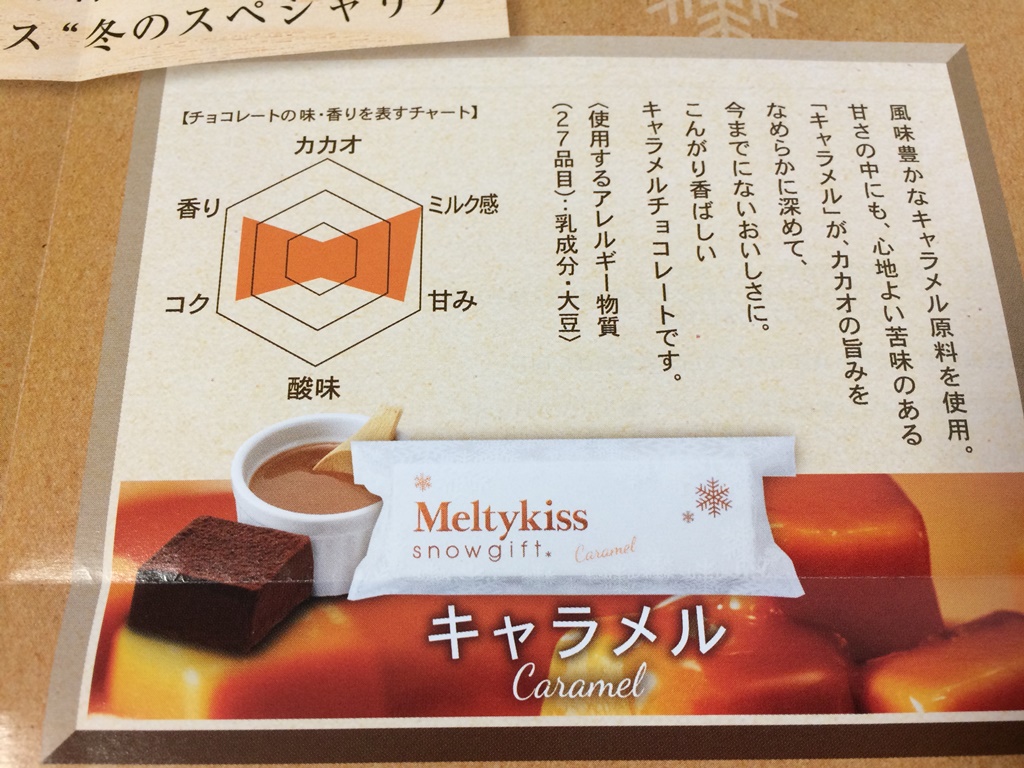 ス“冬のスペシャリテ
【チョコレートの味・香りを表すチャート】
カカオ
香り
ミルク感
コク
甘み
酸味
風味豊かなキャラメル原料を使用。
甘さの中にも、心地よい苦味のある
「キャラメル」が、カカオの旨みを
なめらかに深めて、
今までにないおいしさに。
こんがり香ばしい
キャラメルチョコレートです。
〈使用するアレルギー物質
(27品目):乳成分・大豆〉
Meltykiss
snowgift*
Caramel
キャラメル
Caramel